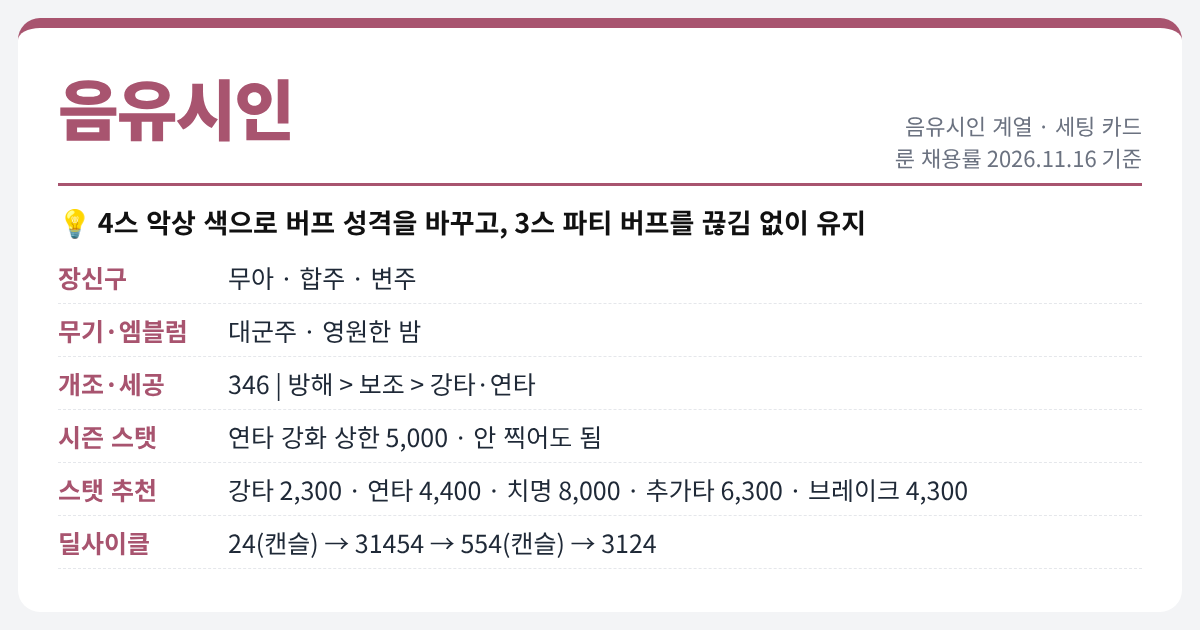 음유시인
음유시인 계열 · 세팅 카드
룬 채용률 2026.11.16 기준
💡 4스 악상 색으로 버프 성격을 바꾸고, 3스 파티 버프를 끊김 없이 유지
장신구 무아 · 합주 · 변주
무기·엠블럼 대군주 · 영원한 밤
개조·세공 346 | 방해 > 보조 > 강타·연타
시즌 스탯 연타 강화 상한 5,000 · 안 찍어도 됨
스탯 추천 강타 2,300 · 연타 4,400 · 치명 8,000 · 추가타 6,300 · 브레이크 4,300
딜사이클 24(캔슬) → 31454 → 554(캔슬) → 3124